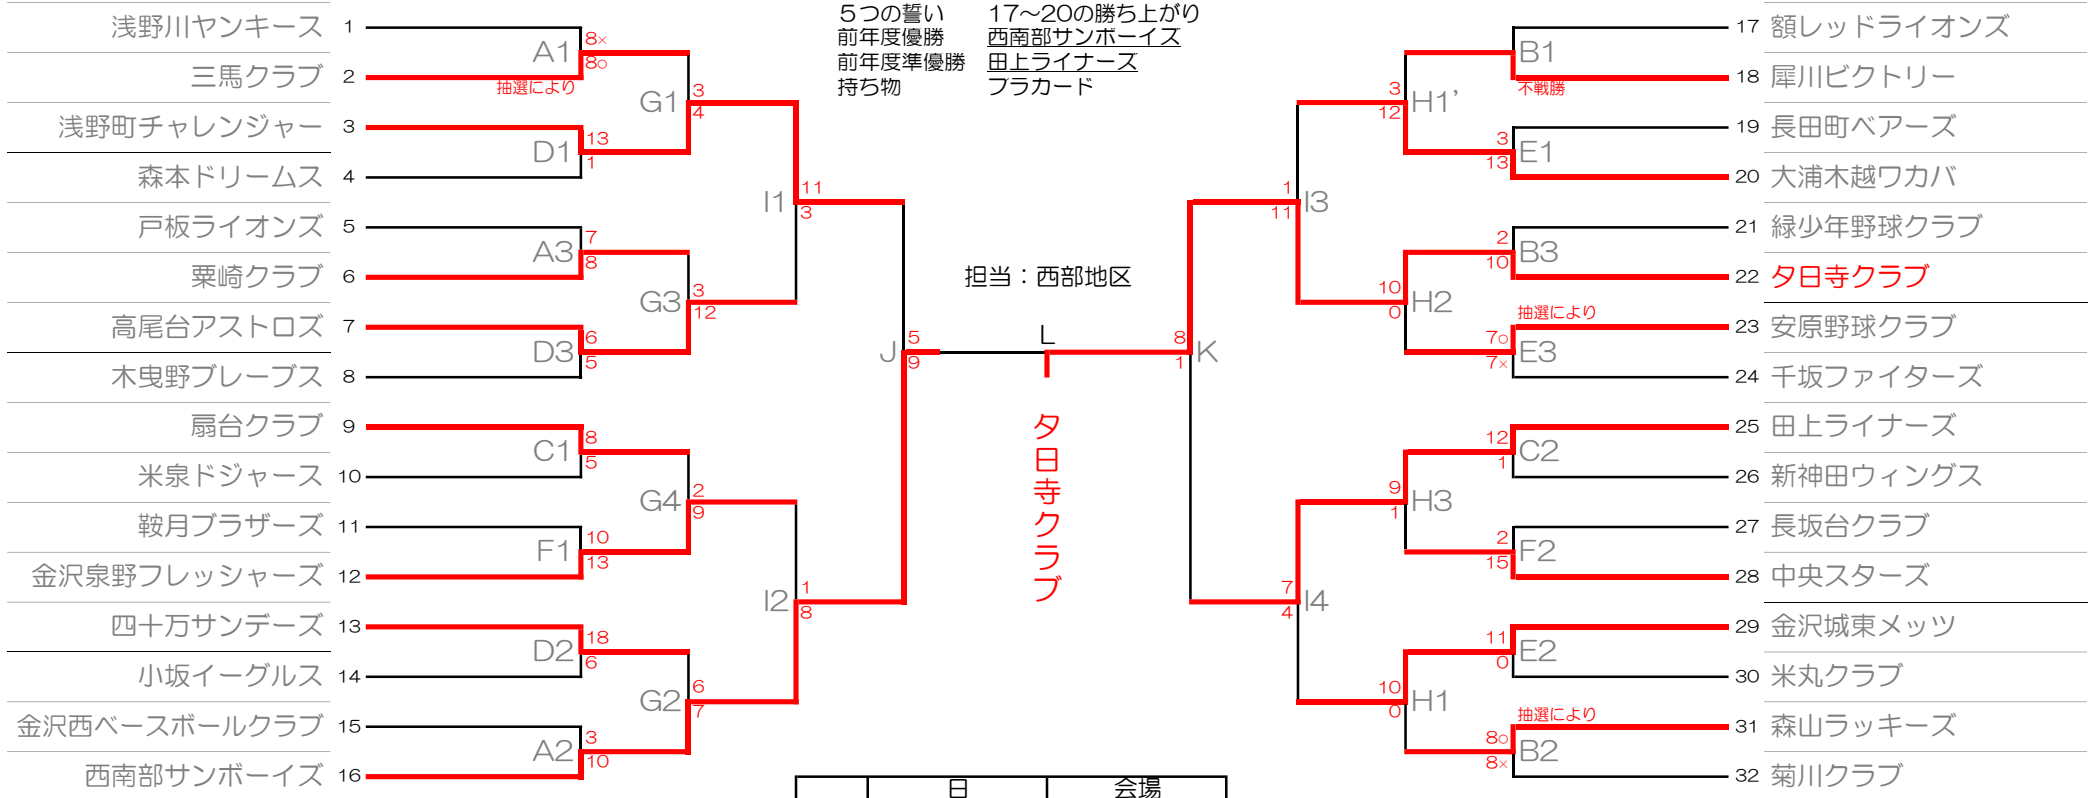 ５つの誓い　17～20の勝ち上がり
前年度優勝　西南部サンボーイズ
前年度準優勝　田上ライナーズ
持ち物　プラカード
浅野川ヤンキース 1
三馬クラブ 2
浅野町チャレンジャー 3
森本ドリームス 4
戸板ライオンズ 5
粟崎クラブ 6
高尾台アストロズ 7
木曳野ブレーブス 8
扇台クラブ 9
米泉ドジャース 10
鞍月ブラザーズ 11
金沢泉野フレッシャーズ 12
四十万サンデーズ 13
小坂イーグルス 14
金沢西ベースボールクラブ 15
西南部サンボーイズ 16
A1 8× 8○
抽選により
D1 13 1
A3 7 8
D3 6 5
C1 8 5
F1 10 13
D2 18 6
A2 3 10
G1 3 4
G3 3 12
G4 2 9
G2 6 7
I1 11 3
I2 1 8
J 5 9
担当：西部地区
L
夕日寺クラブ
8 1 K
1 11 I3
7 4 I4
3 12 H1’
10 0 H2
9 1 H3
10 0 H1
B1
不戦勝
3 13 E1
2 10 B3
抽選により
7○ 7× E3
12 1 C2
2 15 F2
11 0 E2
抽選により
8○ 8× B2
17 額レッドライオンズ
18 犀川ビクトリー
19 長田町ベアーズ
20 大浦木越ワカバ
21 緑少年野球クラブ
22 夕日寺クラブ
23 安原野球クラブ
24 千坂ファイターズ
25 田上ライナーズ
26 新神田ウィングス
27 長坂台クラブ
28 中央スターズ
29 金沢城東メッツ
30 米丸クラブ
31 森山ラッキーズ
32 菊川クラブ
日 会場